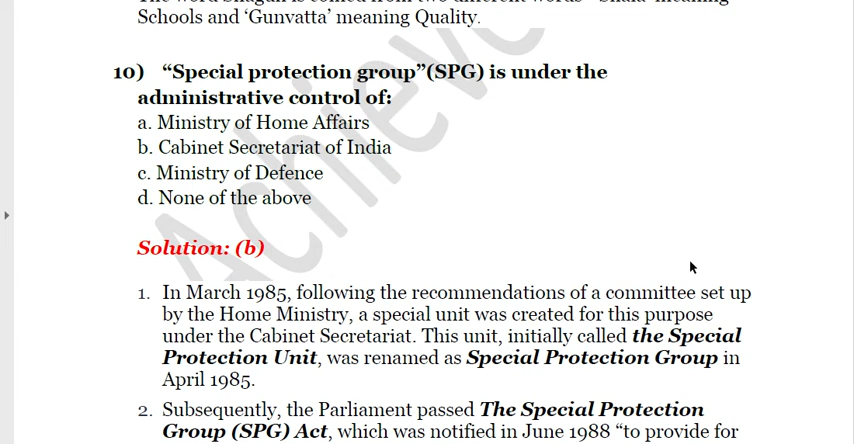 Schools and ‘Gunvatta’ meaning Quality.
10) “Special protection group”(SPG) is under the
administrative control of:
a. Ministry of Home Affairs
b. Cabinet Secretariat of India
c. Ministry of Defence
d. None of the above
Solution: (b)
1. In March 1985, following the recommendations of a committee set up
by the Home Ministry, a special unit was created for this purpose
under the Cabinet Secretariat. This unit, initially called the Special
Protection Unit, was renamed as Special Protection Group in
April 1985.
2. Subsequently, the Parliament passed The Special Protection
Group (SPG) Act, which was notified in June 1988 “to provide for
Achieve